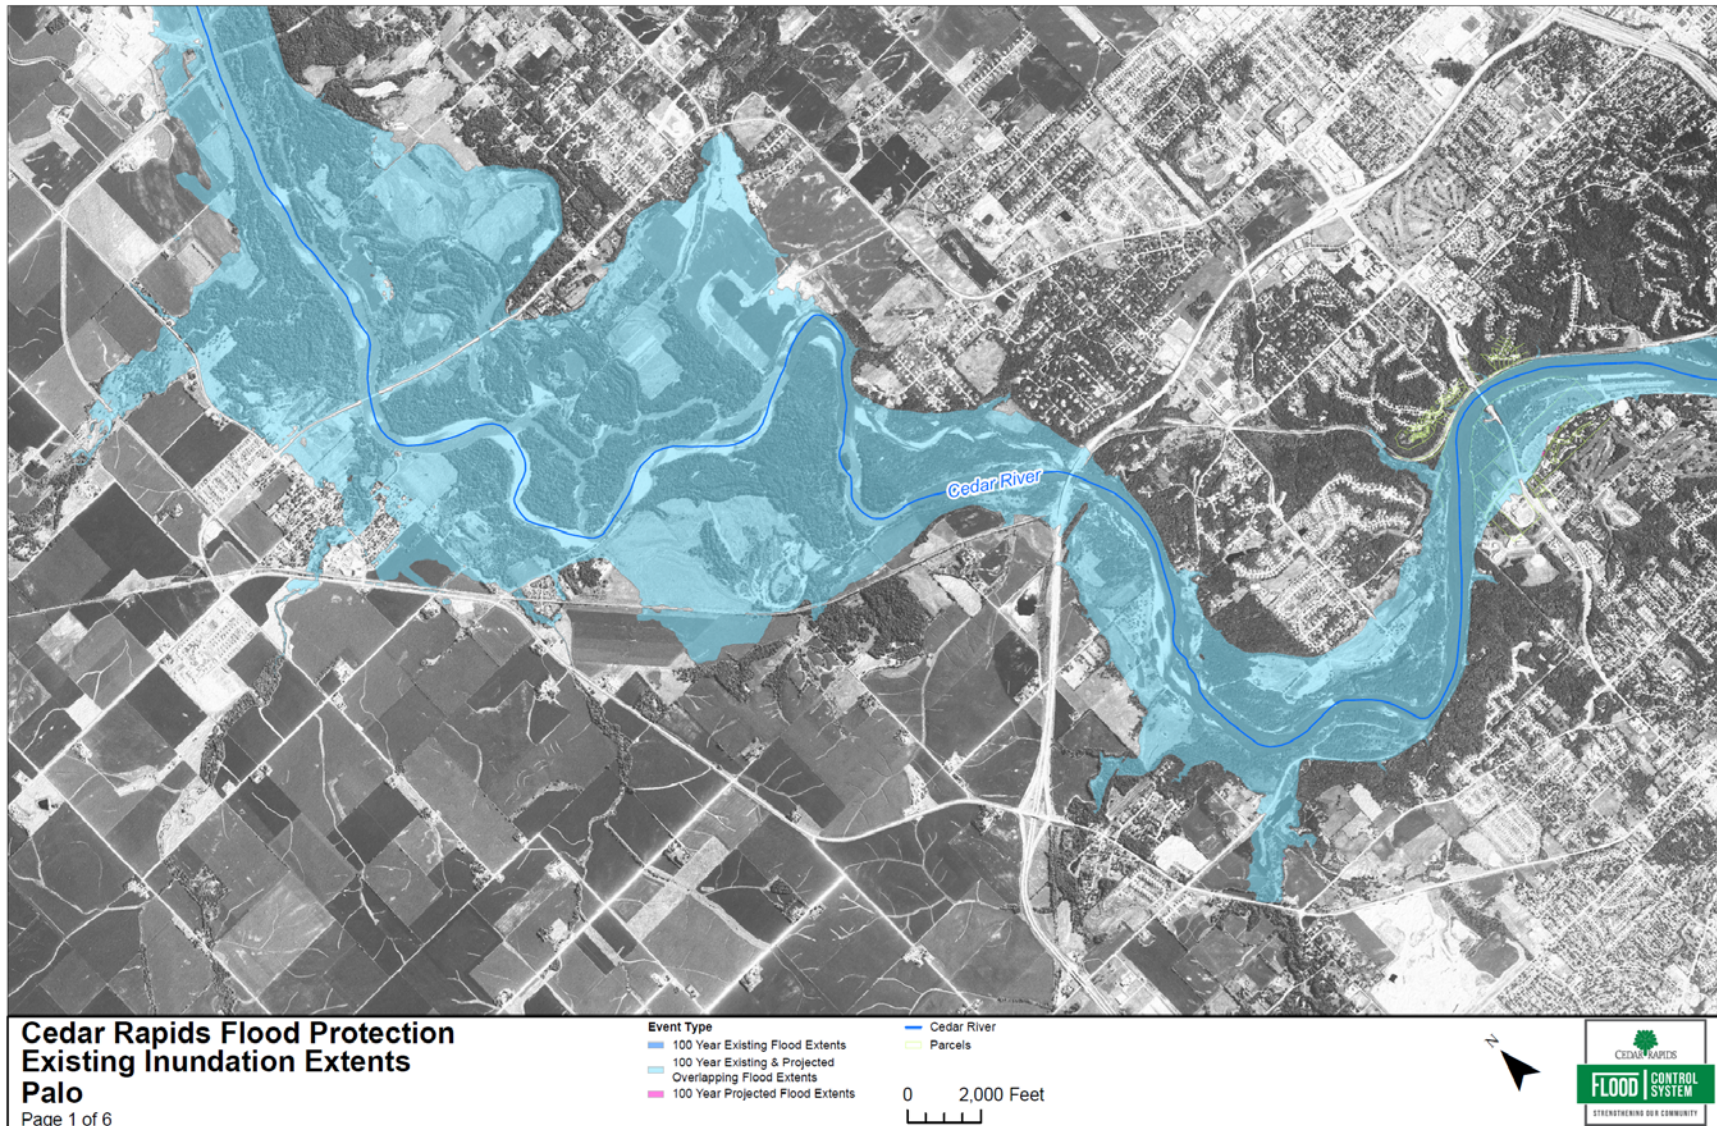 Cedar River
Cedar Rapids Flood Protection
Existing Inundation Extents
Palo
Page 1 of 6
Event Type
100 Year Existing Flood Extents
100 Year Existing & Projected
Overlapping Flood Extents
100 Year Projected Flood Extents
Cedar River
Parcels
0 2,000 Feet
N
CEDAR RAPIDS
FLOOD CONTROL
SYSTEM
STRENGTHENING OUR COMMUNITY